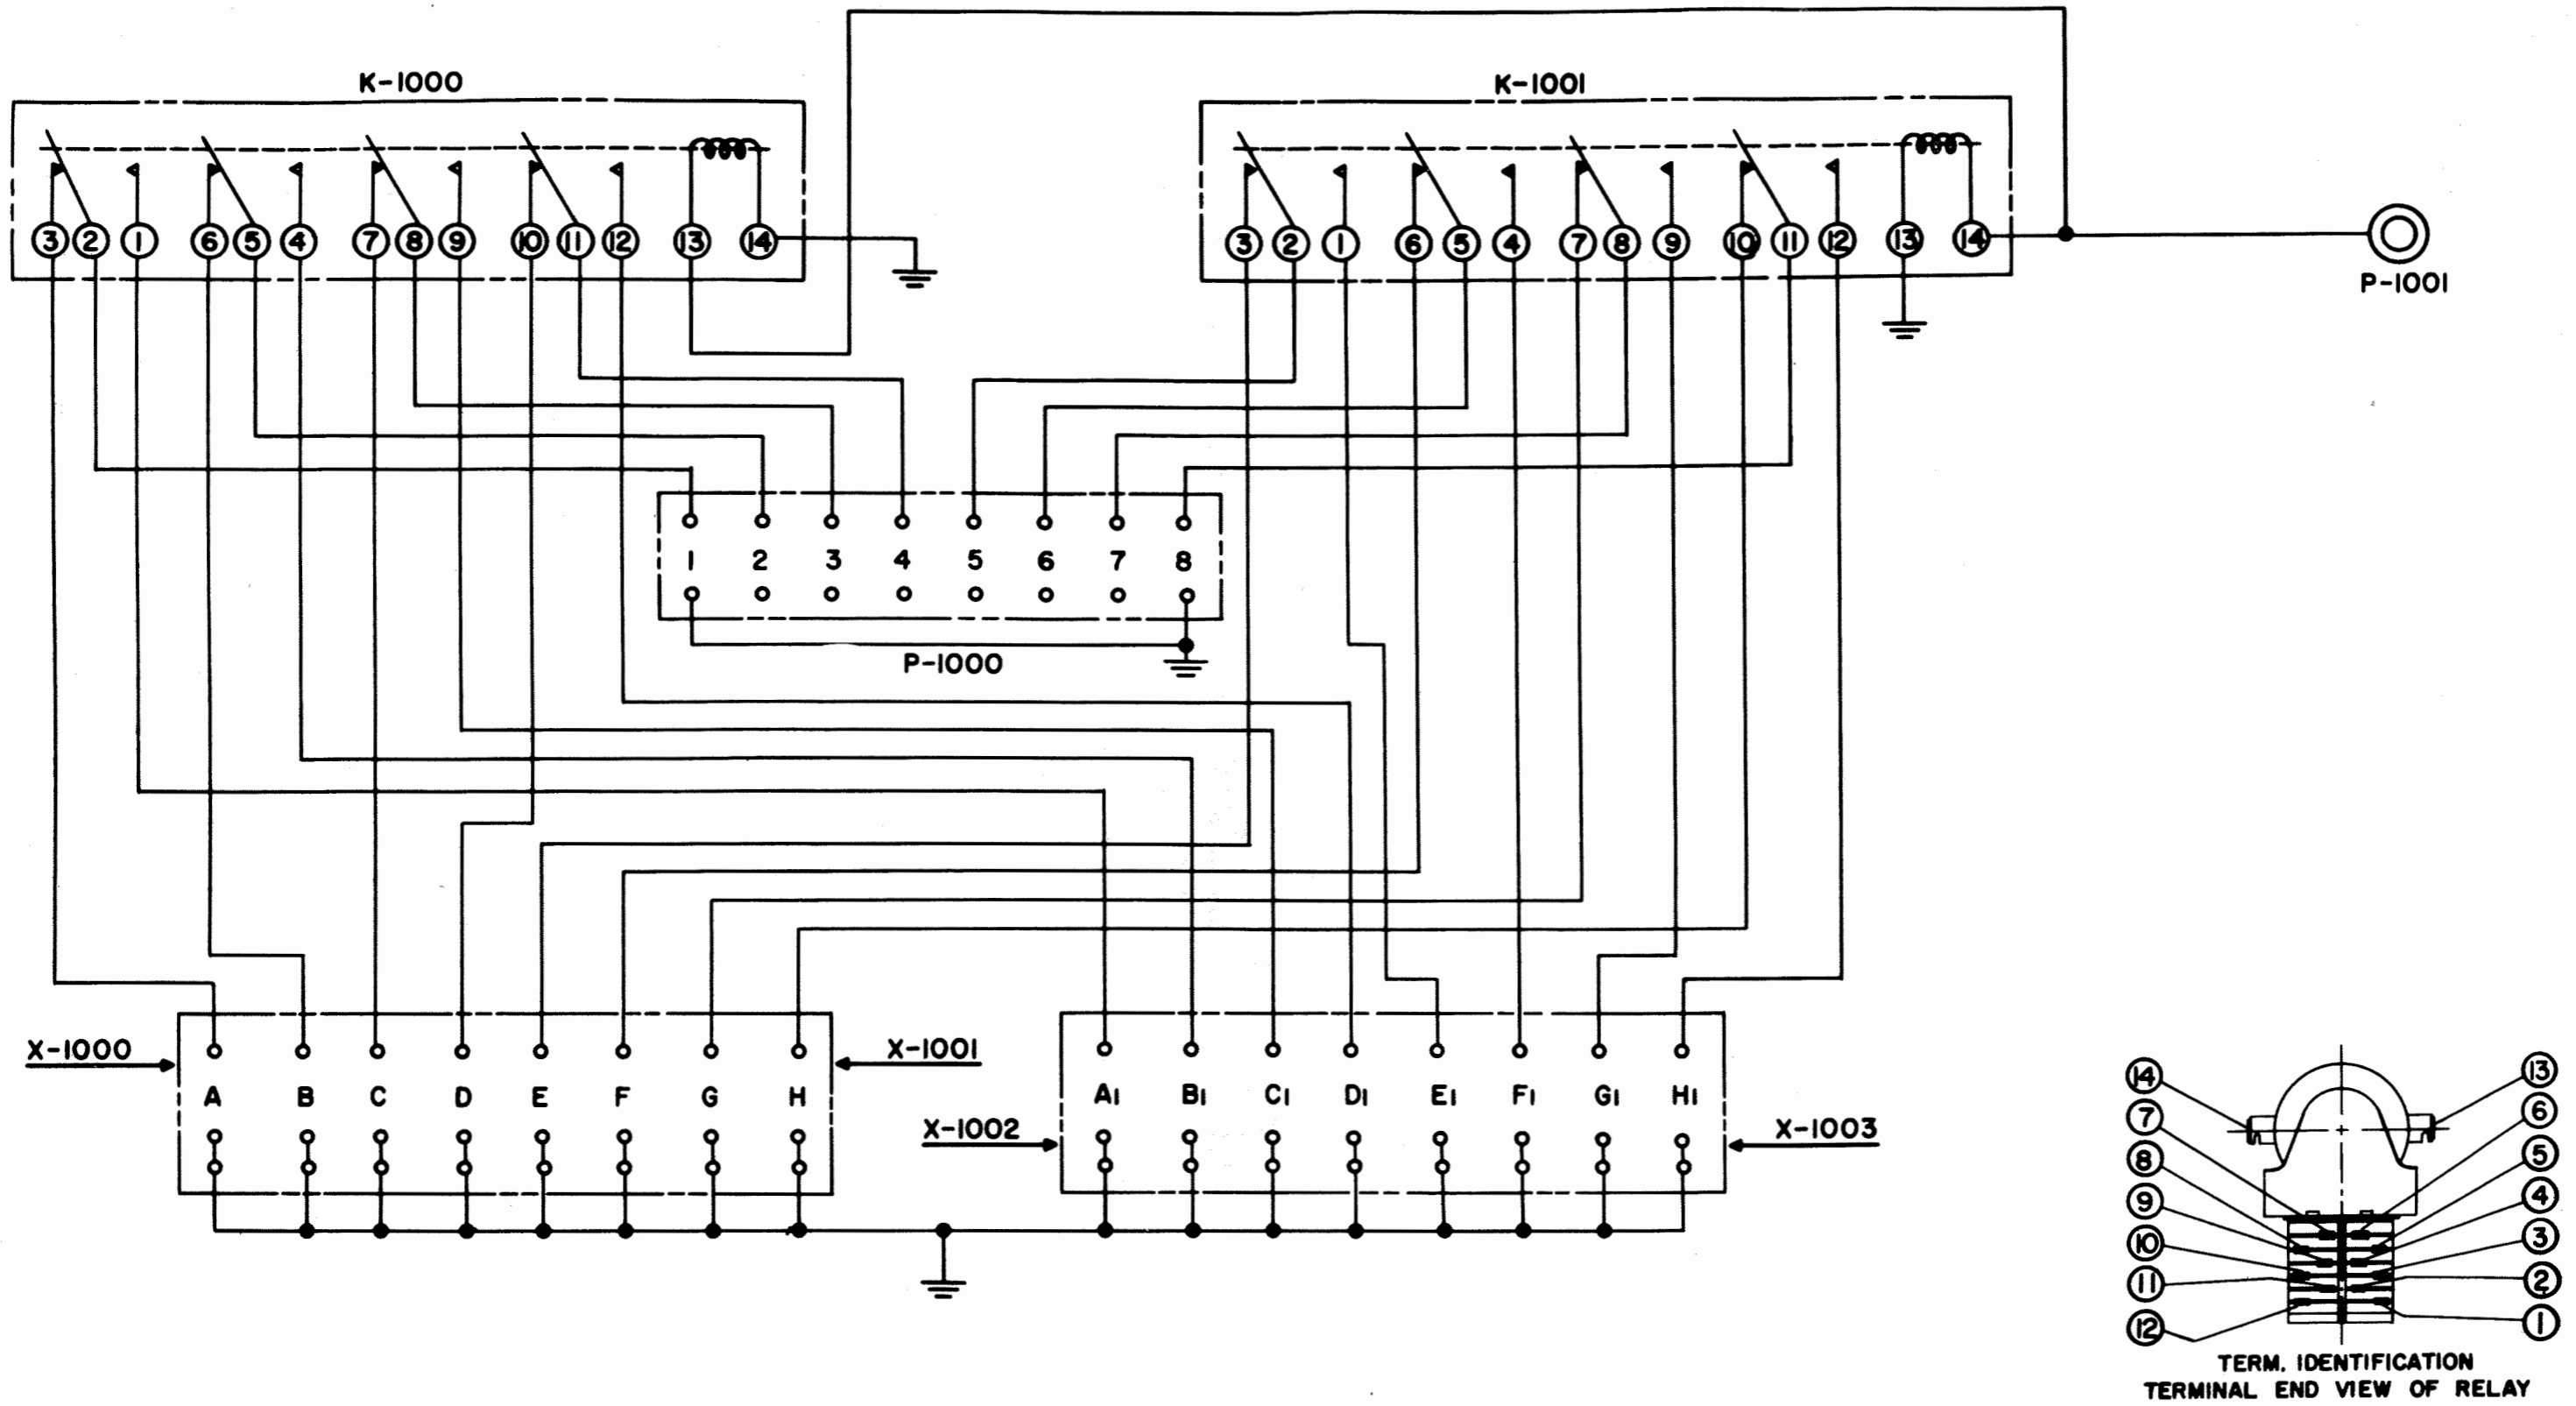 K-1000
K-1001
3 2 1 6 5 4 7 8 9 10 11 12 13 14
3 2 1 6 5 4 7 8 9 10 11 12 13 14
P-1001
1 2 3 4 5 6 7 8
P-1000
X-1000
X-1001
A B C D E F G H
A1 B1 C1 D1 E1 F1 G1 H1
X-1002
X-1003
14 13
7 6
8 5
9 4
10 3
11 2
12 1
TERM. IDENTIFICATION
TERMINAL END VIEW OF RELAY